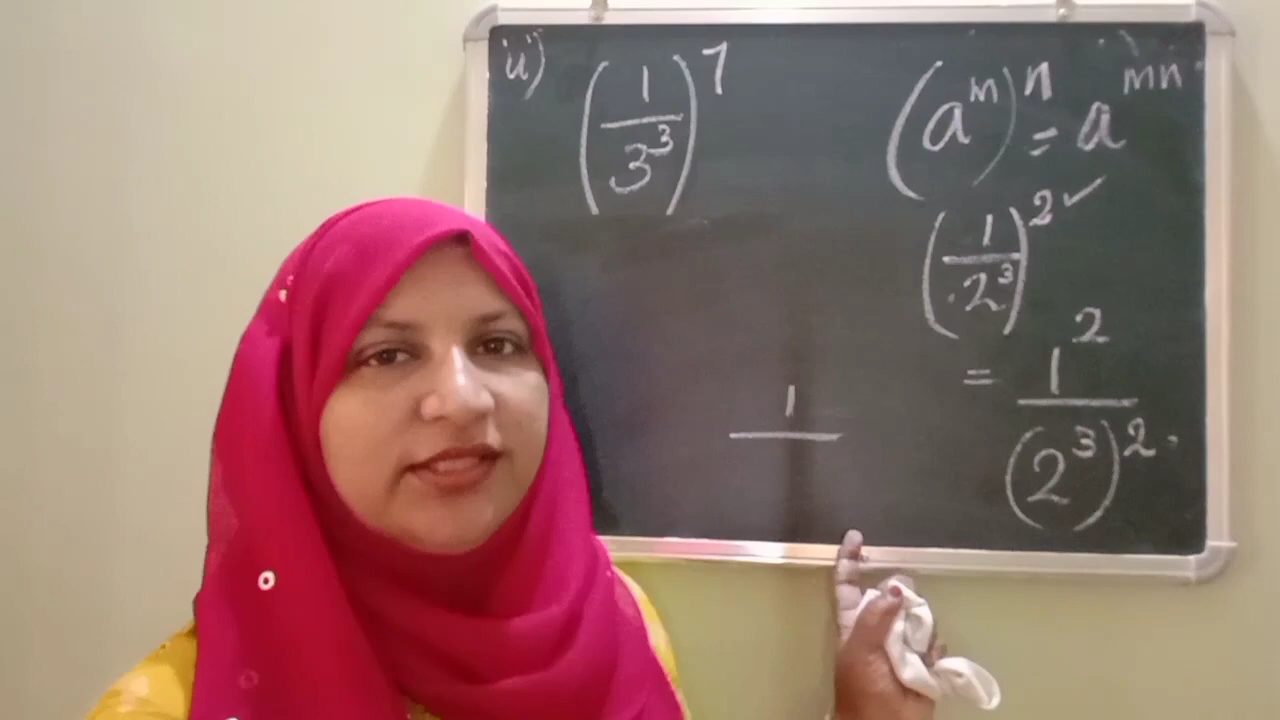 ii) (1/3³)⁷
(aᵐ)ⁿ = aᵐⁿ
(1/2³)² ✓
= 1²/(2³)²
1